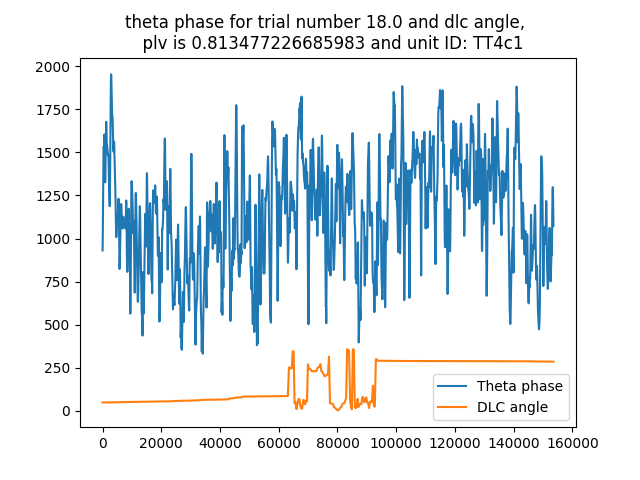 theta phase for trial number 18.0 and dlc angle,
plv is 0.813477226685983 and unit ID: TT4c1
2000
1750
1500
1250
1000
750
500
250
0
Theta phase
DLC angle
0 20000 40000 60000 80000 100000 120000 140000 160000